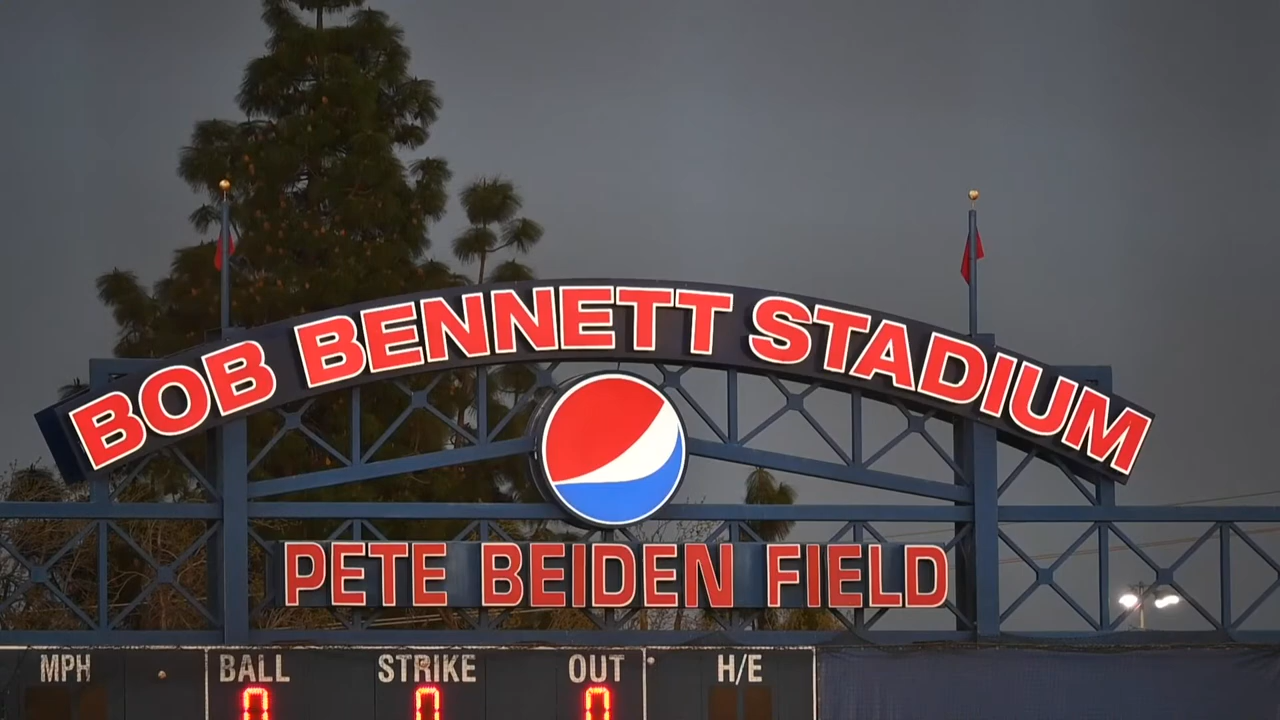 BOB BENNETT STADIUM
PETE BEIDEN FIELD
MPH BALL STRIKE OUT H/E
0 0 0